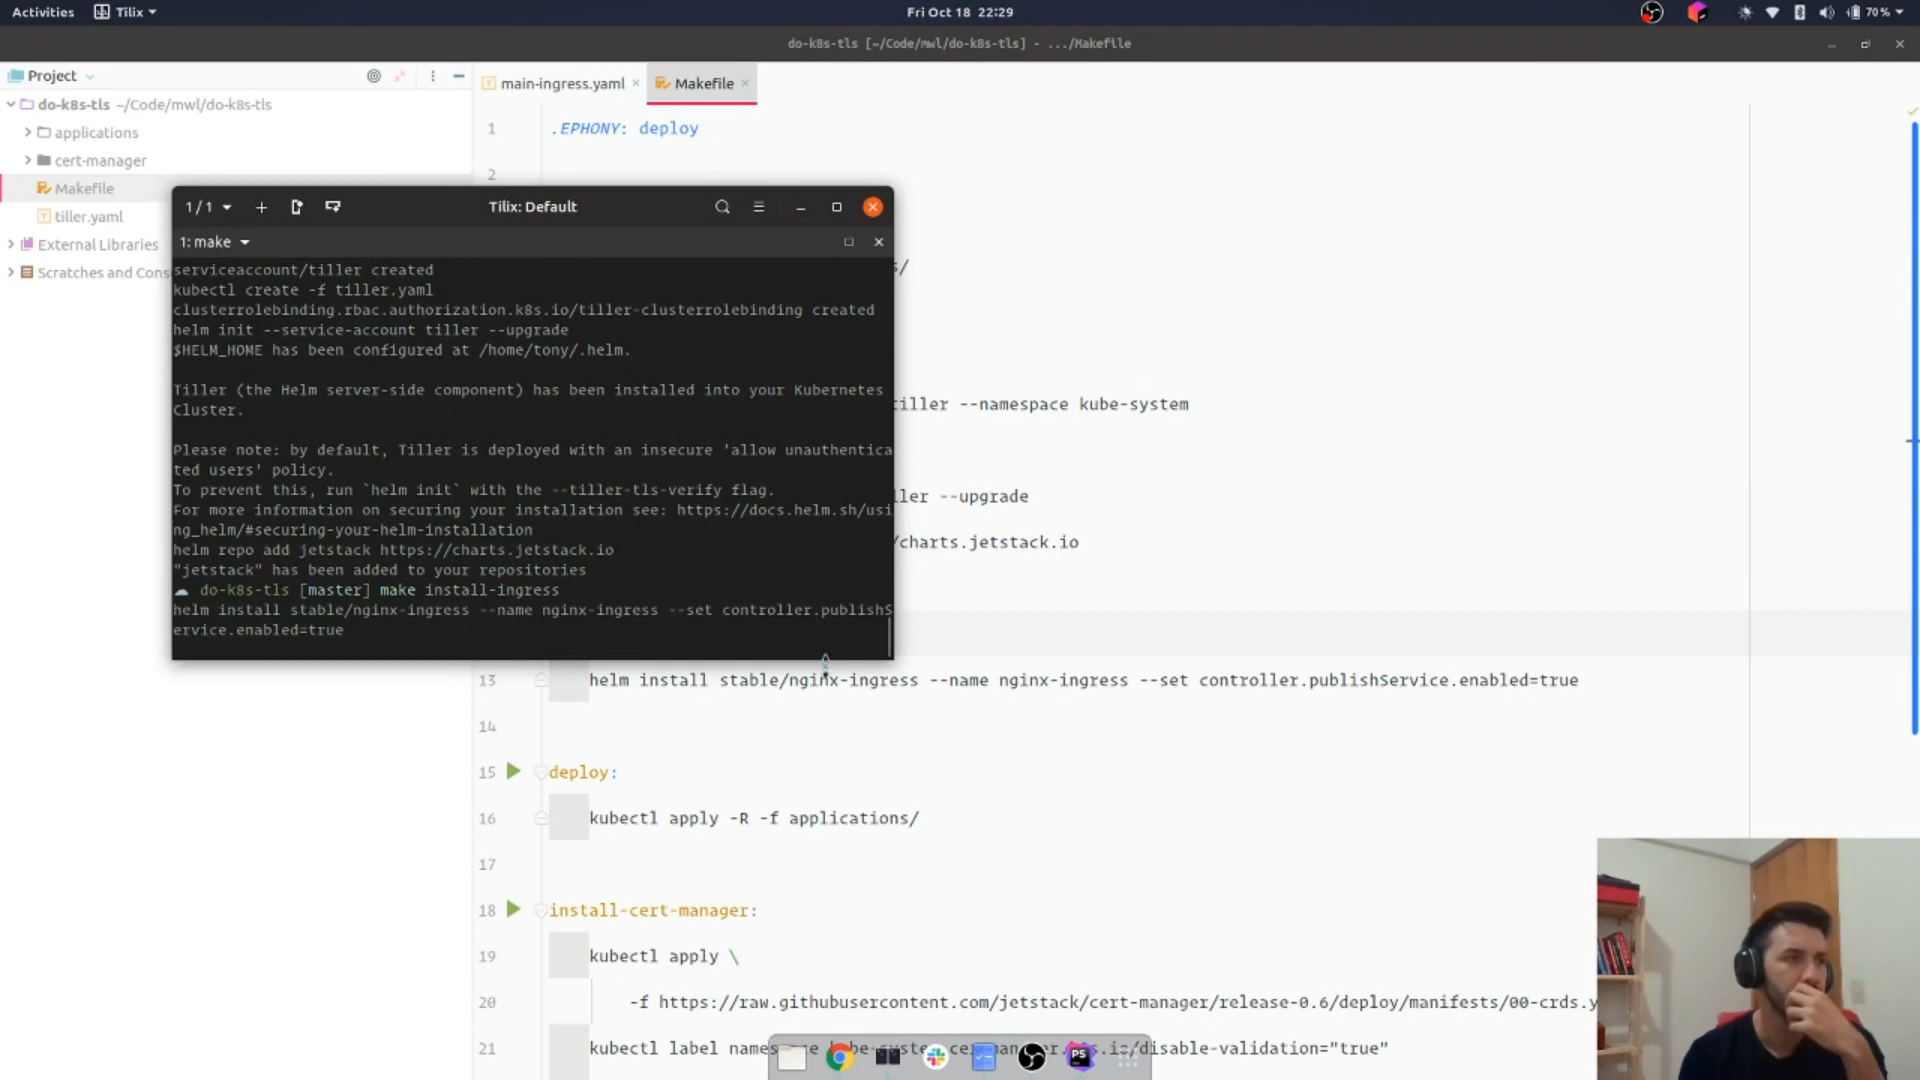 Activities
Tilix
Fri Oct 18 22:29
70 %
do-k8s-tls [~/Code/mwl/do-k8s-tls] - .../Makefile
Project
main-ingress.yaml
Makefile
do-k8s-tls ~/Code/mwl/do-k8s-tls
applications
cert-manager
Makefile
tiller.yaml
External Libraries
Scratches and Cons
1 / 1
Tilix: Default
1: make
serviceaccount/tiller created
kubectl create -f tiller.yaml
clusterrolebinding.rbac.authorization.k8s.io/tiller-clusterrolebinding created
helm init --service-account tiller --upgrade
$HELM_HOME has been configured at /home/tony/.helm.
Tiller (the Helm server-side component) has been installed into your Kubernetes
Cluster.
Please note: by default, Tiller is deployed with an insecure 'allow unauthentica
ted users' policy.
To prevent this, run `helm init` with the --tiller-tls-verify flag.
For more information on securing your installation see: https://docs.helm.sh/usi
ng_helm/#securing-your-helm-installation
helm repo add jetstack https://charts.jetstack.io
"jetstack" has been added to your repositories
do-k8s-tls [master] make install-ingress
helm install stable/nginx-ingress --name nginx-ingress --set controller.publishS
ervice.enabled=true
1 .EPHONY: deploy
2
s/
tiller --namespace kube-system
ller --upgrade
/charts.jetstack.io
13 helm install stable/nginx-ingress --name nginx-ingress --set controller.publishService.enabled=true
14
15 deploy:
16 kubectl apply -R -f applications/
17
18 install-cert-manager:
19 kubectl apply \
20 -f https://raw.githubusercontent.com/jetstack/cert-manager/release-0.6/deploy/manifests/00-crds.y
21 kubectl label /disable-validation="true"
PS